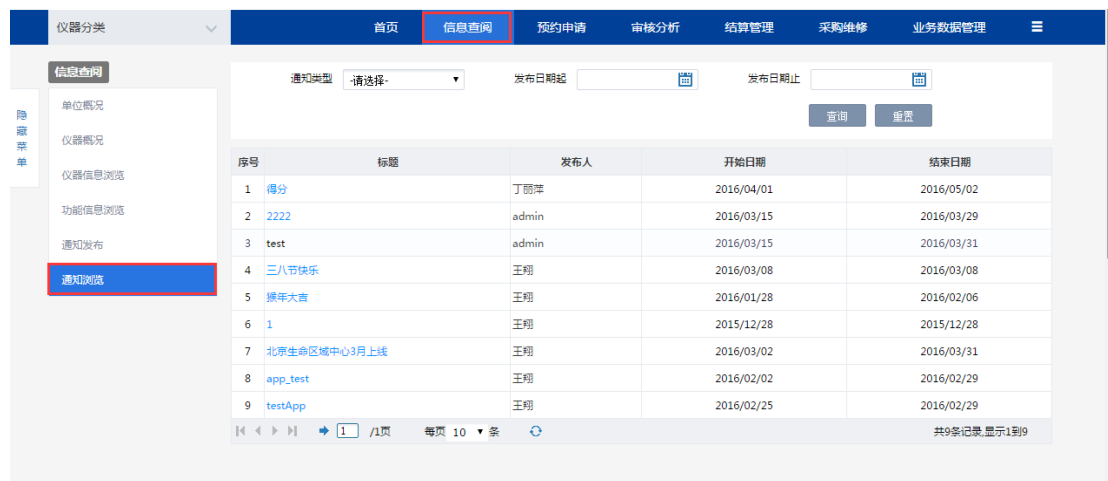 仪器分类 首页 信息查阅 预约申请 审核分析 结算管理 采购维修 业务数据管理
信息查阅
隐藏菜单
单位概况
仪器概况
仪器信息浏览
功能信息浏览
通知发布
通知浏览
通知类型 -请选择- 发布日期起 发布日期止
查询 重置
序号 标题 发布人 开始日期 结束日期
1 得分 丁丽萍 2016/04/01 2016/05/02
2 2222 admin 2016/03/15 2016/03/29
3 test admin 2016/03/15 2016/03/31
4 三八节快乐 王翔 2016/03/08 2016/03/08
5 猴年大吉 王翔 2016/01/28 2016/02/06
6 1 王翔 2015/12/28 2015/12/28
7 北京生命区域中心3月上线 王翔 2016/03/02 2016/03/31
8 app_test 王翔 2016/02/02 2016/02/29
9 testApp 王翔 2016/02/25 2016/02/29
1 /1页 每页 10 条 共9条记录,显示1到9